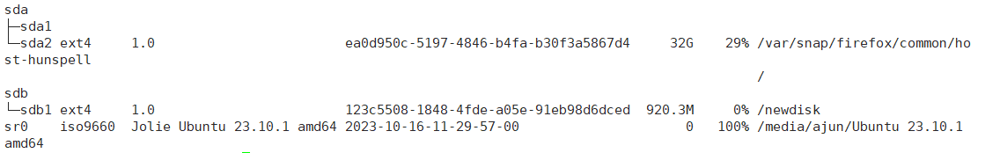 sda
├─sda1
└─sda2 ext4     1.0                        ea0d950c-5197-4846-b4fa-b30f3a5867d4     32G    29% /var/snap/firefox/common/ho
st-hunspell
                                                                                               /
sdb
└─sdb1 ext4     1.0                        123c5508-1848-4fde-a05e-91eb98d6dced  920.3M     0% /newdisk
sr0    iso9660  Jolie Ubuntu 23.10.1 amd64 2023-10-16-11-29-57-00                     0   100% /media/ajun/Ubuntu 23.10.1
amd64